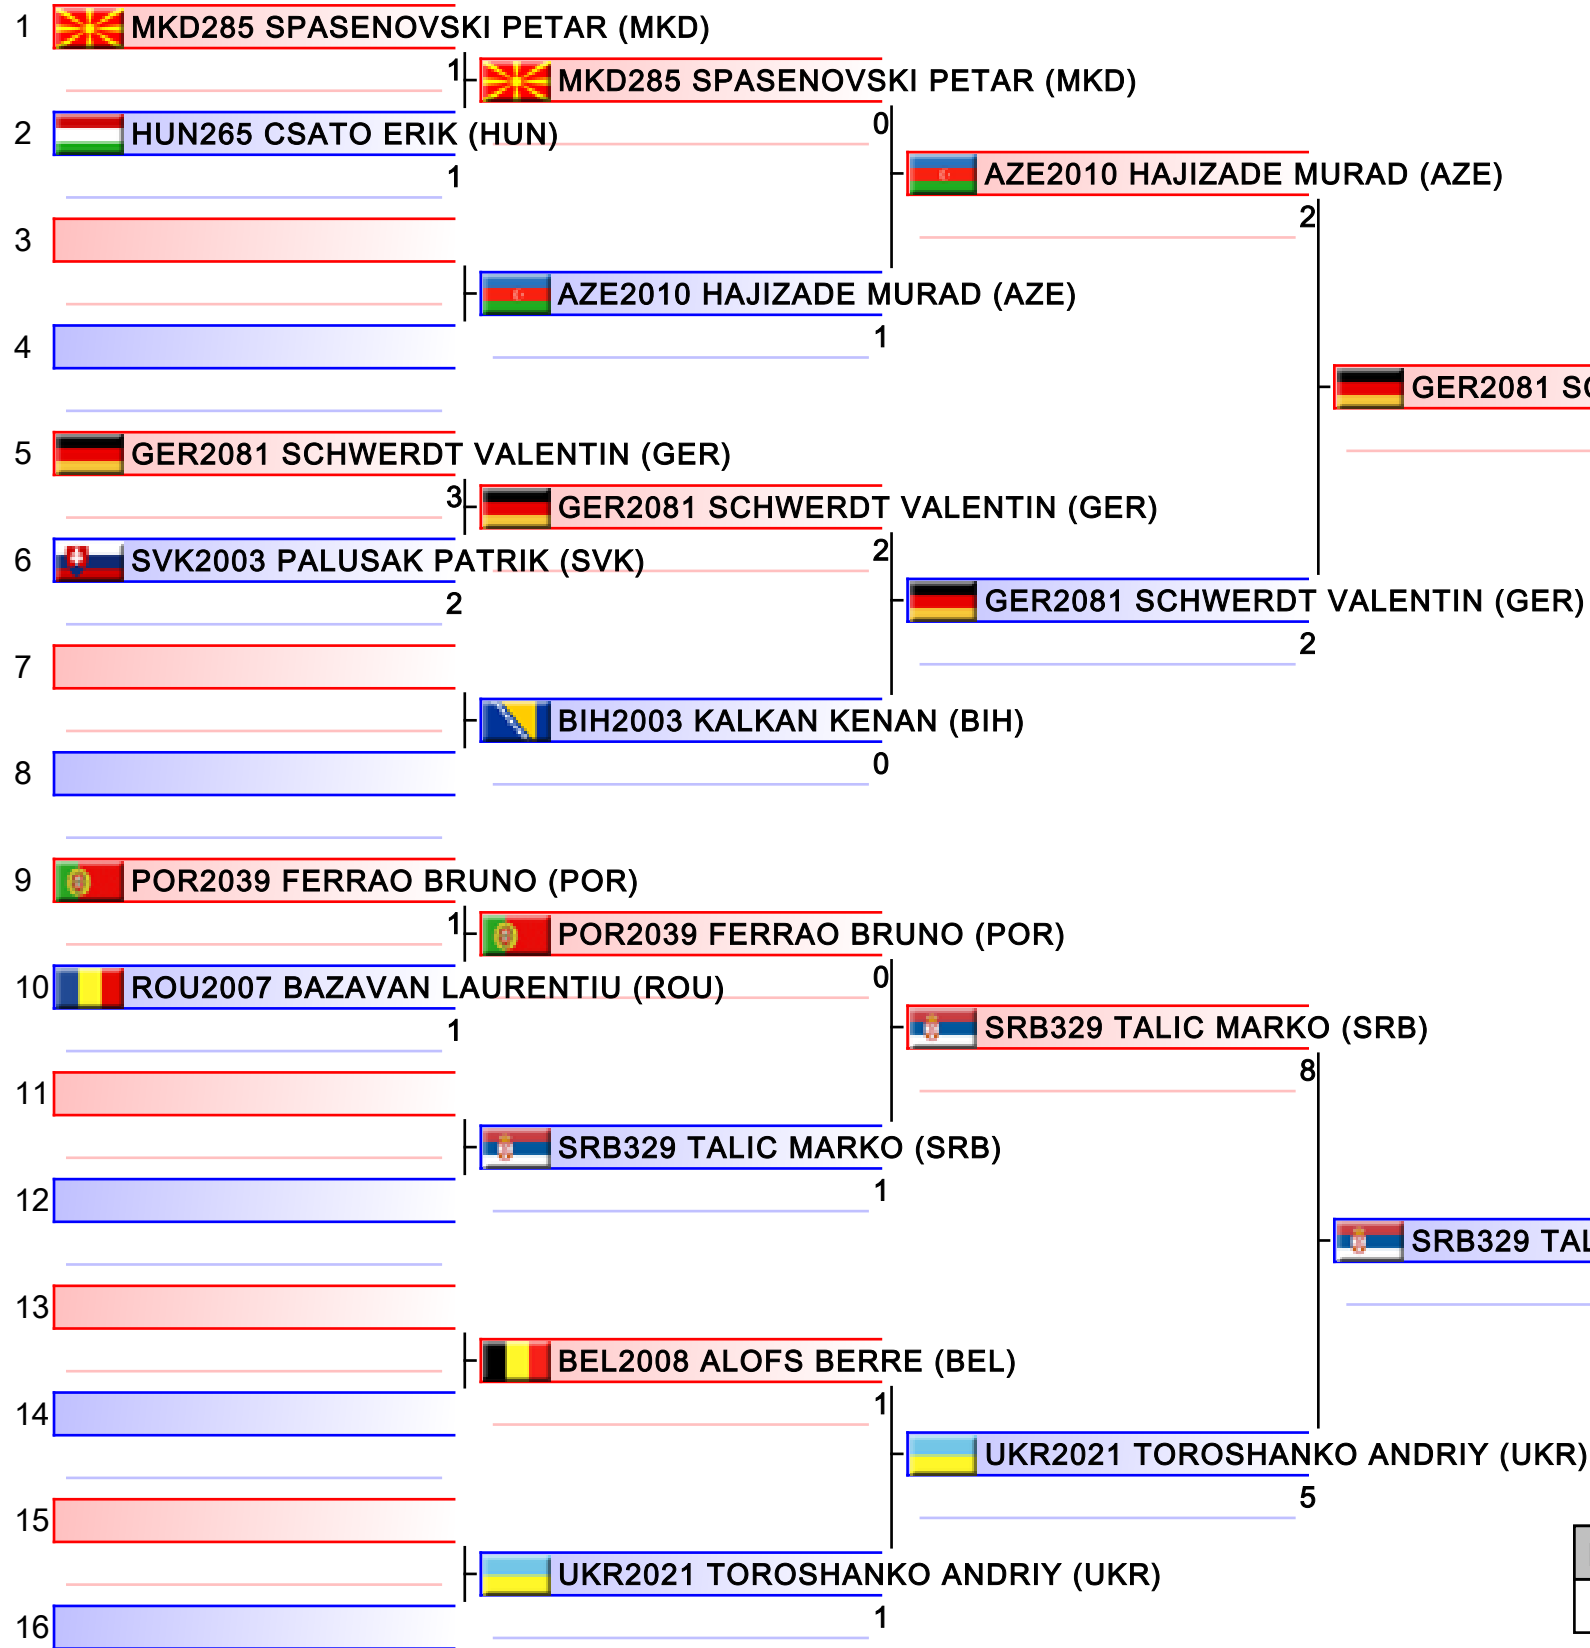 1 MKD285 SPASENOVSKI PETAR (MKD)
1 MKD285 SPASENOVSKI PETAR (MKD)
2 HUN265 CSATO ERIK (HUN)
0
1 AZE2010 HAJIZADE MURAD (AZE)
2
3
AZE2010 HAJIZADE MURAD (AZE)
1
4
GER2081
5 GER2081 SCHWERDT VALENTIN (GER)
3 GER2081 SCHWERDT VALENTIN (GER)
6 SVK2003 PALUSAK PATRIK (SVK)
2
2 GER2081 SCHWERDT VALENTIN (GER)
2
7
BIH2003 KALKAN KENAN (BIH)
0
8
9 POR2039 FERRAO BRUNO (POR)
1 POR2039 FERRAO BRUNO (POR)
10 ROU2007 BAZAVAN LAURENTIU (ROU)
0
1 SRB329 TALIC MARKO (SRB)
8
11
SRB329 TALIC MARKO (SRB)
1
12
SRB329 TAL
13
BEL2008 ALOFS BERRE (BEL)
1
14
UKR2021 TOROSHANKO ANDRIY (UKR)
5
15
UKR2021 TOROSHANKO ANDRIY (UKR)
1
16